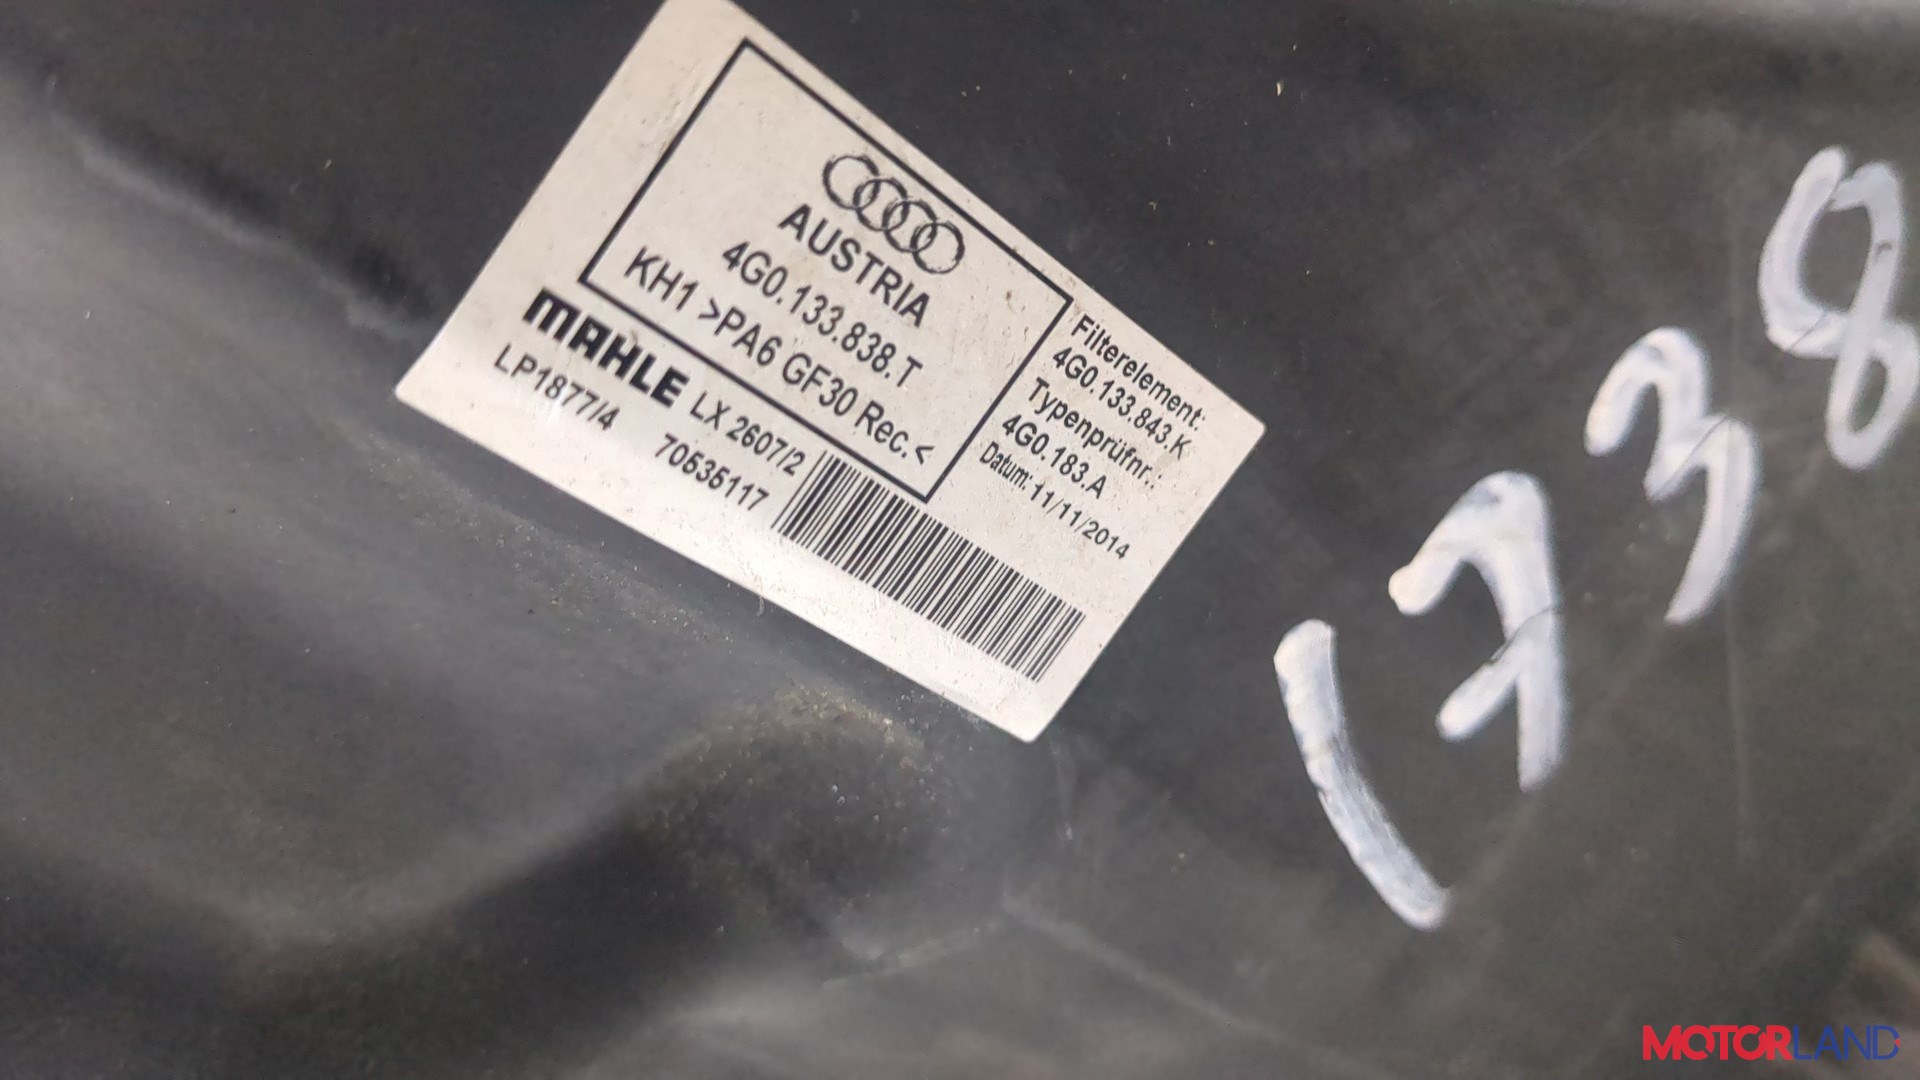 AUSTRIA
4G0.133.838.T
KH1 >PA6 GF30 Rec.<
MAHLE LX 2607/2
LP1877/4 70535117
Filterelement:
4G0.133.843.K
Typenprüfnr.:
4G0.183.A
Datum: 11/11/2014
1738
MOTORLAND